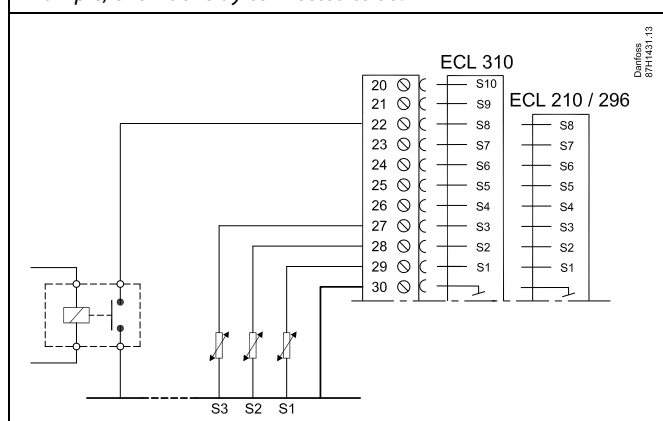 Danfoss
87H1431.13
ECL 310
ECL 210 / 296
20 S10
21 S9
22 S8 S8
23 S7 S7
24 S6 S6
25 S5 S5
26 S4 S4
27 S3 S3
28 S2 S2
29 S1 S1
30
S3 S2 S1